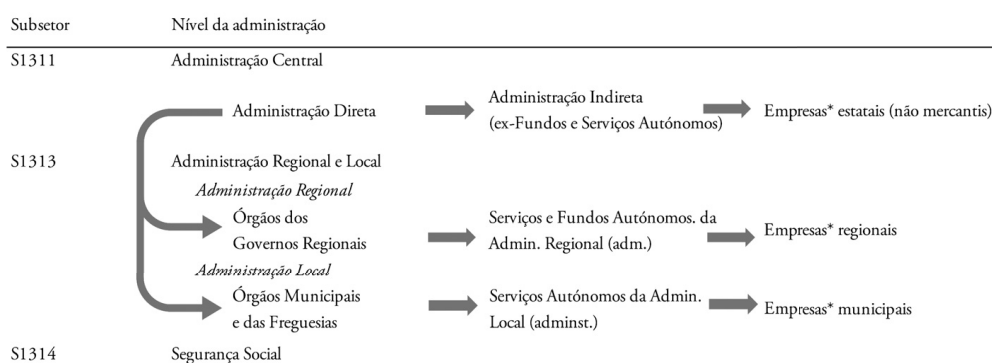 Subsetor Nível da administração
S1311 Administração Central
Administração Direta
Administração Indireta
(ex-Fundos e Serviços Autónomos)
Empresas* estatais (não mercantis)
S1313 Administração Regional e Local
Administração Regional
Órgãos dos
Governos Regionais
Serviços e Fundos Autónomos. da
Admin. Regional (adm.)
Empresas* regionais
Administração Local
Órgãos Municipais
e das Freguesias
Serviços Autónomos da Admin.
Local (adminst.)
Empresas* municipais
S1314 Segurança Social